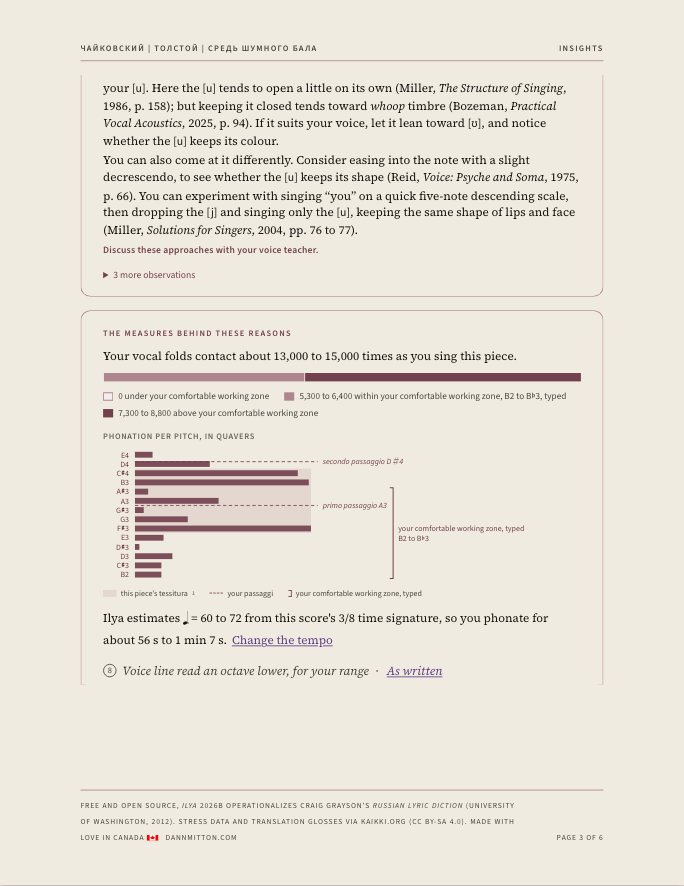 ЧАЙКОВСКИЙ | ТОЛСТОЙ | СРЕДЬ ШУМНОГО БАЛА
INSIGHTS
your [u]. Here the [u] tends to open a little on its own (Miller, The Structure of Singing,
1986, p. 158); but keeping it closed tends toward whoop timbre (Bozeman, Practical
Vocal Acoustics, 2025, p. 94). If it suits your voice, let it lean toward [ʊ], and notice
whether the [u] keeps its colour.
You can also come at it differently. Consider easing into the note with a slight
decrescendo, to see whether the [u] keeps its shape (Reid, Voice: Psyche and Soma, 1975,
p. 66). You can experiment with singing “you” on a quick five-note descending scale,
then dropping the [j] and singing only the [u], keeping the same shape of lips and face
(Miller, Solutions for Singers, 2004, pp. 76 to 77).
Discuss these approaches with your voice teacher.
▶ 3 more observations
THE MEASURES BEHIND THESE REASONS
Your vocal folds contact about 13,000 to 15,000 times as you sing this piece.
0 under your comfortable working zone
5,300 to 6,400 within your comfortable working zone, B2 to B♭3, typed
7,300 to 8,800 above your comfortable working zone
PHONATION PER PITCH, IN QUAVERS
E4
D4
secondo passaggio D♯4
C♯4
B3
A♯3
A3
primo passaggio A3
G♯3
G3
F♯3
your comfortable working zone, typed
B2 to B♭3
E3
D♯3
D3
C♯3
B2
this piece's tessitura 1
your passaggi
your comfortable working zone, typed
Ilya estimates ♩ = 60 to 72 from this score's 3/8 time signature, so you phonate for
about 56 s to 1 min 7 s. Change the tempo
8 Voice line read an octave lower, for your range · As written
FREE AND OPEN SOURCE, ILYA 2026B OPERATIONALIZES CRAIG GRAYSON'S RUSSIAN LYRIC DICTION (UNIVERSITY
OF WASHINGTON, 2012). STRESS DATA AND TRANSLATION GLOSSES VIA KAIKKI.ORG (CC BY-SA 4.0). MADE WITH
LOVE IN CANADA 🇨🇦 DANNMITTON.COM
PAGE 3 OF 6